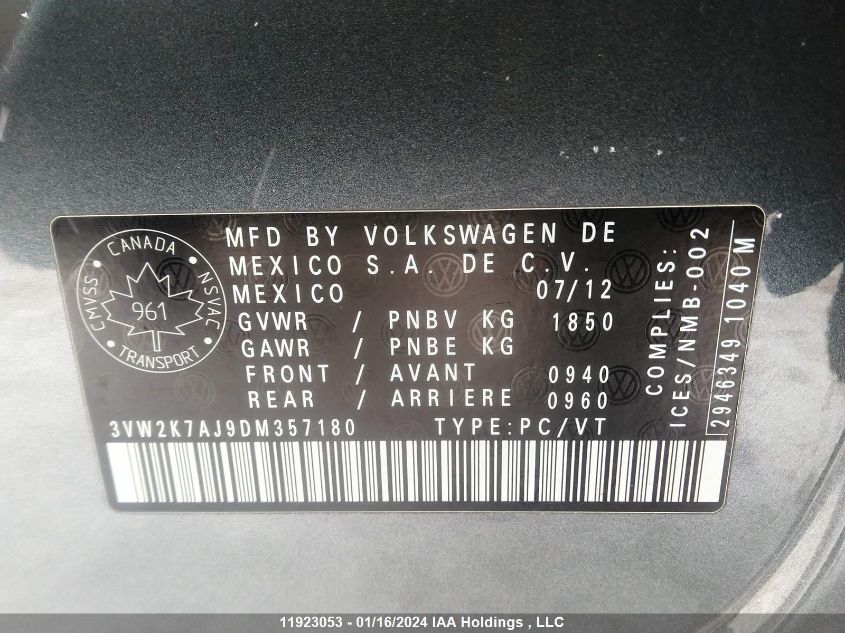 CANADA
CMVSS
NSVAC
961
TRANSPORT
MFD BY VOLKSWAGEN DE
MEXICO S.A. DE C.V.
MEXICO 07/12
GVWR / PNBV KG 1850
GAWR / PNBE KG
FRONT / AVANT 0940
REAR / ARRIERE 0960
3VW2K7AJ9DM357180 TYPE:PC/VT
COMPLIES:
ICES/NMB-002
2946349 1040 M
11923053 - 01/16/2024 IAA Holdings , LLC